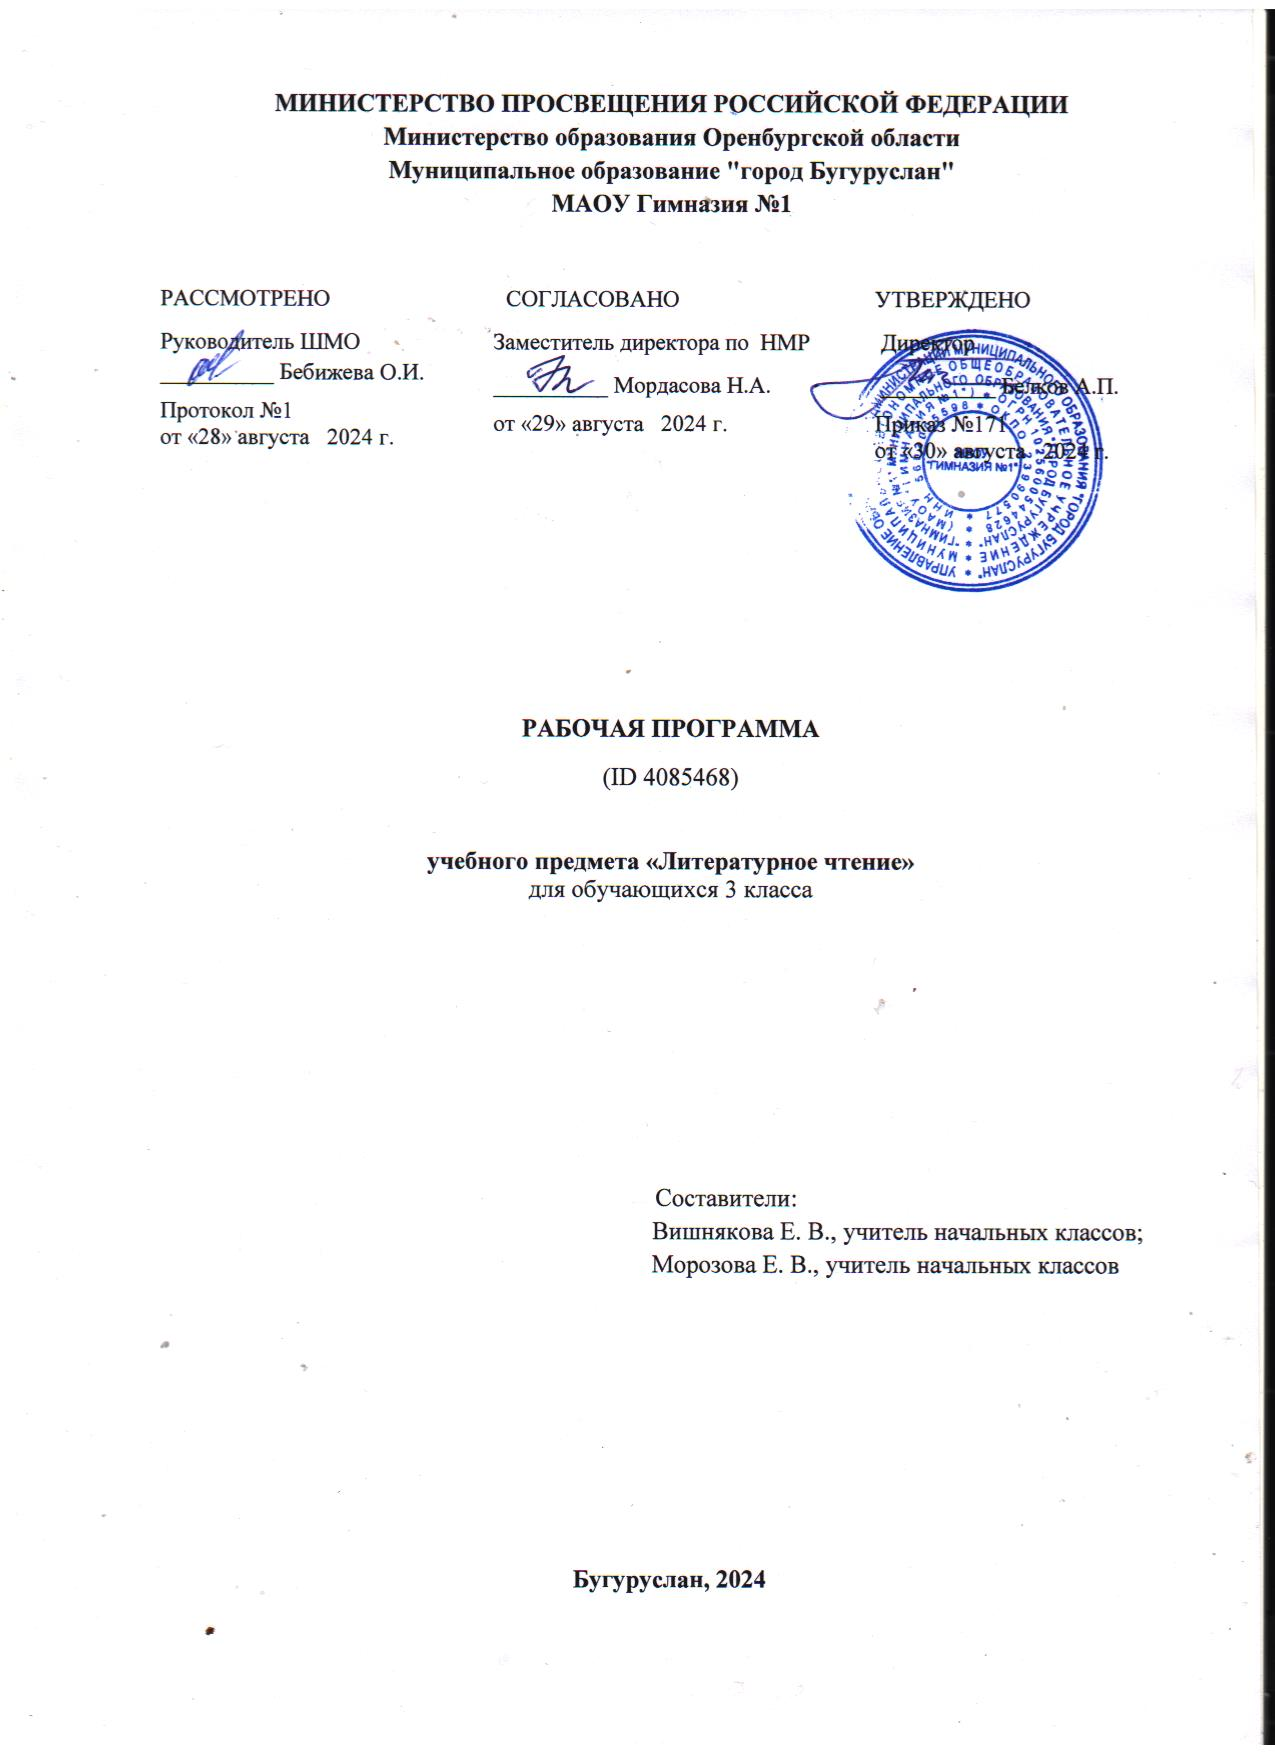 МИНИСТЕРСТВО ПРОСВЕЩЕНИЯ РОССИЙСКОЙ ФЕДЕРАЦИИ
Министерство образования Оренбургской области
Муниципальное образование "город Бугуруслан"
МАОУ Гимназия №1
РАССМОТРЕНО
Руководитель ШМО
__________ Бебижева О.И.
Протокол №1
от «28» августа 2024 г.
СОГЛАСОВАНО
Заместитель директора по НМР
__________ Мордасова Н.А.
от «29» августа 2024 г.
УТВЕРЖДЕНО
Директор
Белков А.П.
Приказ №171
от «30» августа 2024 г.
"ГИМНАЗИЯ №1"
РАБОЧАЯ ПРОГРАММА
(ID 4085468)
учебного предмета «Литературное чтение»
для обучающихся 3 класса
Составители:
Вишнякова Е. В., учитель начальных классов;
Морозова Е. В., учитель начальных классов
Бугуруслан, 2024